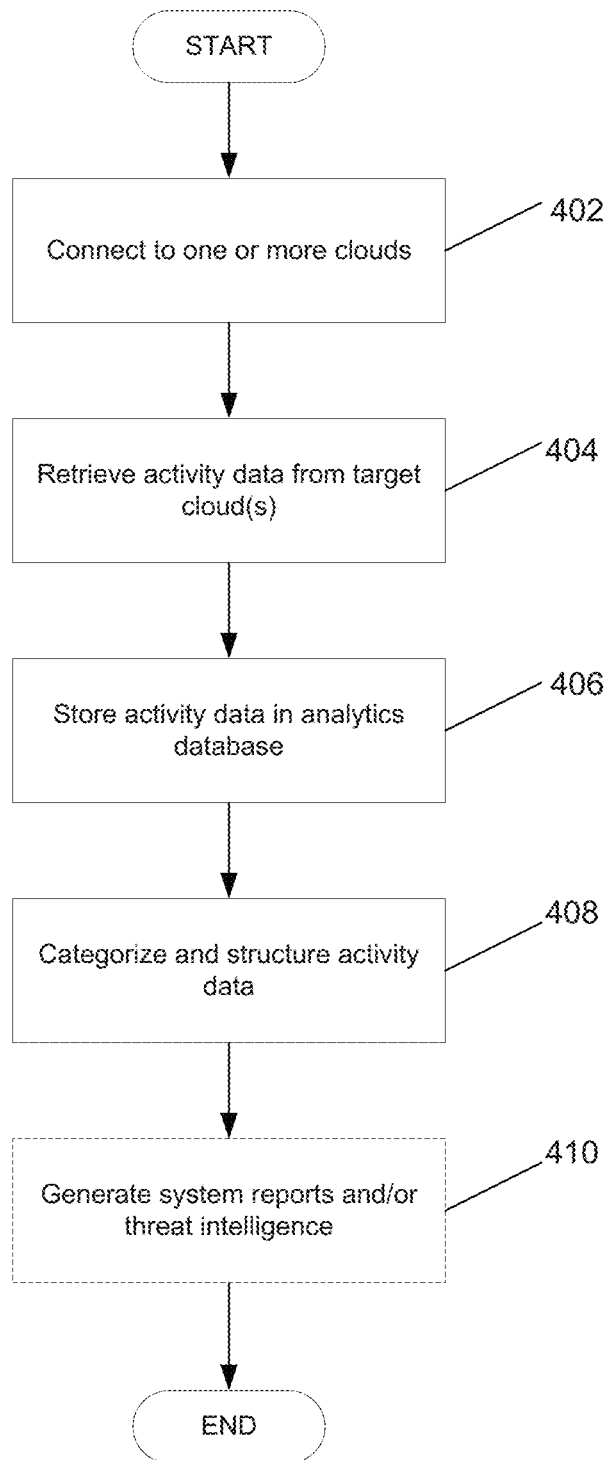 START
402
Connect to one or more clouds
404
Retrieve activity data from target
cloud(s)
406
Store activity data in analytics
database
408
Categorize and structure activity
data
410
Generate system reports and/or
threat intelligence
END